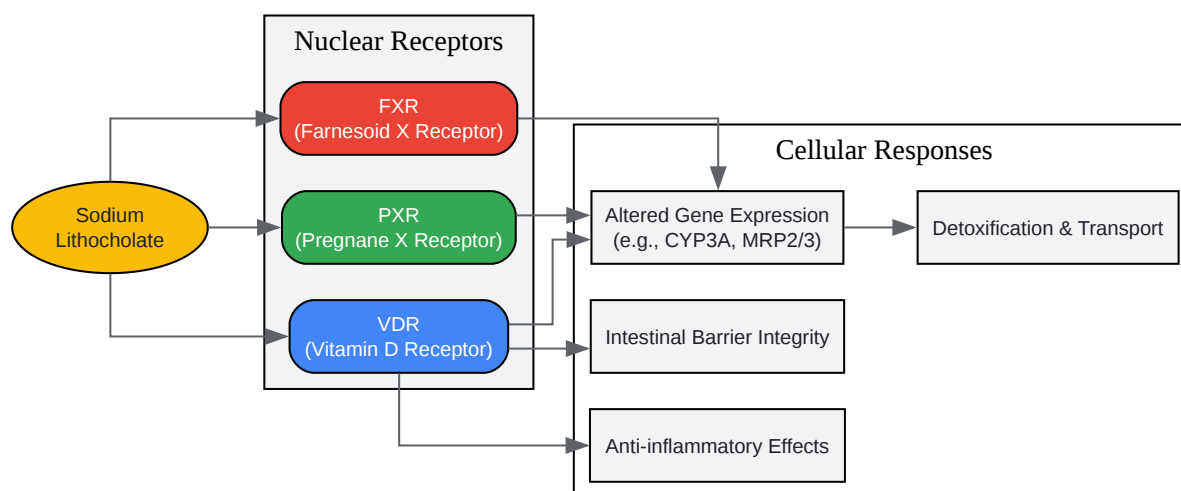 Nuclear Receptors
FXR
(Farnesoid X Receptor)
Cellular Responses
Sodium
Lithocholate
PXR
(Pregnane X Receptor)
Altered Gene Expression
(e.g., CYP3A, MRP2/3)
Detoxification & Transport
VDR
(Vitamin D Receptor)
Intestinal Barrier Integrity
Anti-inflammatory Effects